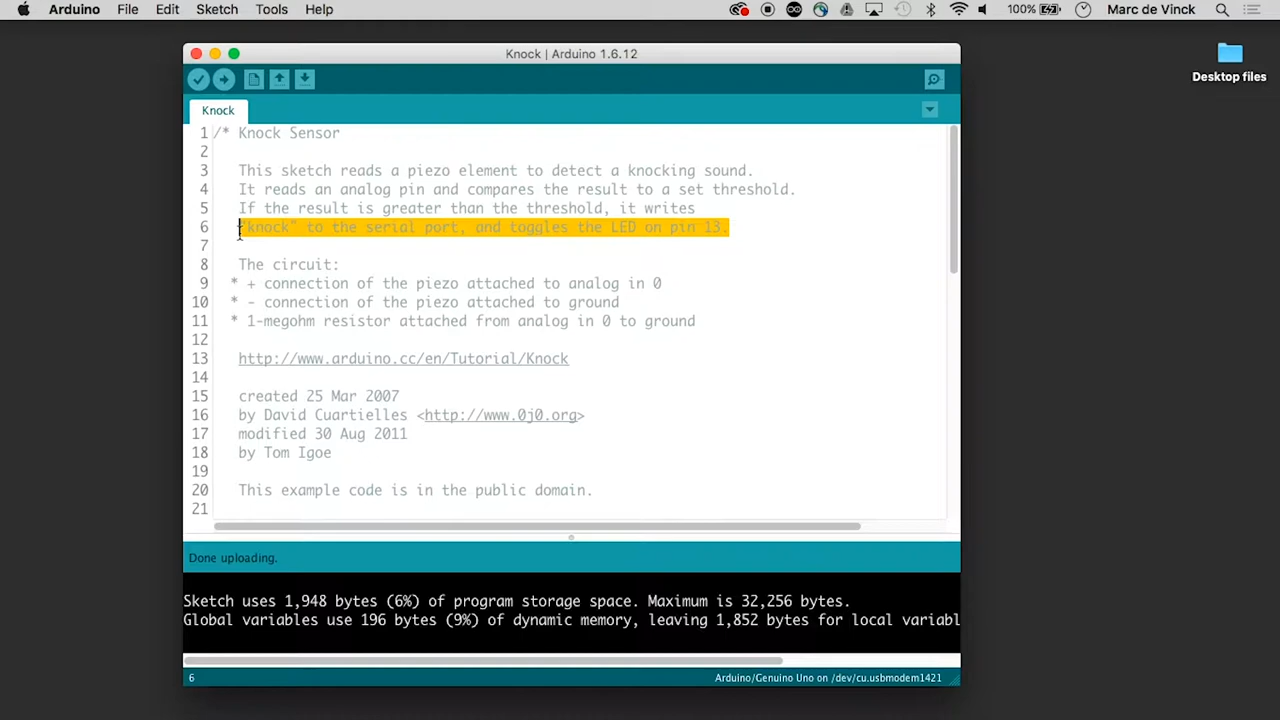 Arduino File Edit Sketch Tools Help 100% Marc de Vinck
Knock | Arduino 1.6.12
Desktop files
Knock
1 /* Knock Sensor
2
3 This sketch reads a piezo element to detect a knocking sound.
4 It reads an analog pin and compares the result to a set threshold.
5 If the result is greater than the threshold, it writes
6 "knock" to the serial port, and toggles the LED on pin 13.
7
8 The circuit:
9 * + connection of the piezo attached to analog in 0
10 * - connection of the piezo attached to ground
11 * 1-megohm resistor attached from analog in 0 to ground
12
13 http://www.arduino.cc/en/Tutorial/Knock
14
15 created 25 Mar 2007
16 by David Cuartielles <http://www.0j0.org>
17 modified 30 Aug 2011
18 by Tom Igoe
19
20 This example code is in the public domain.
21
Done uploading.
Sketch uses 1,948 bytes (6%) of program storage space. Maximum is 32,256 bytes.
Global variables use 196 bytes (9%) of dynamic memory, leaving 1,852 bytes for local variabl
6 Arduino/Genuino Uno on /dev/cu.usbmodem1421